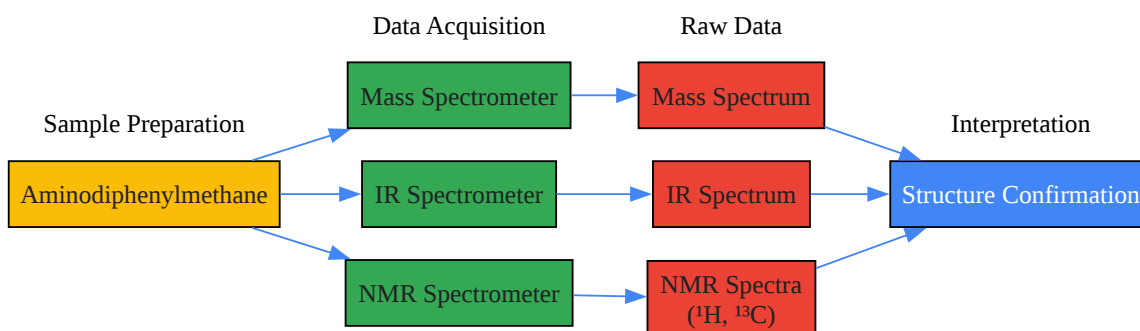 Data Acquisition
Raw Data
Mass Spectrometer
Mass Spectrum
Sample Preparation
Interpretation
Aminodiphenylmethane
IR Spectrometer
IR Spectrum
Structure Confirmation
NMR Spectrometer
NMR Spectra
(¹H, ¹³C)